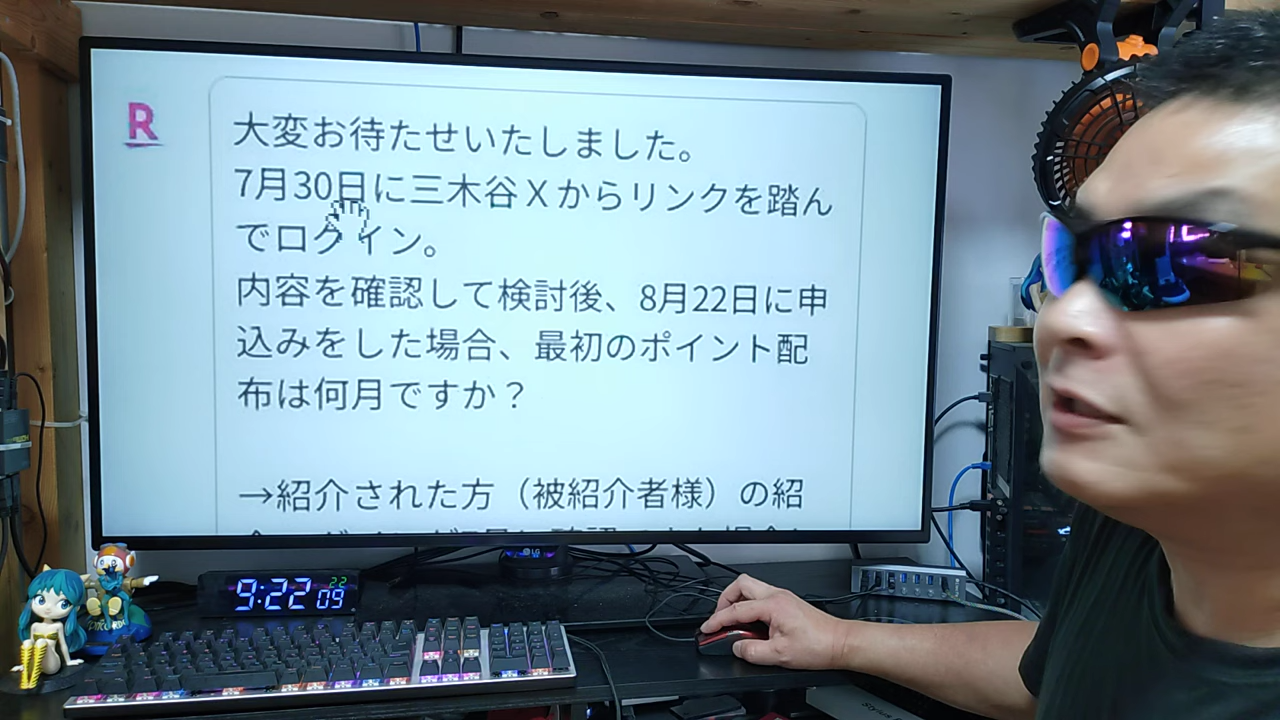 R
大変お待たせいたしました。
7月30日に三木谷Xからリンクを踏ん
でログイン。
内容を確認して検討後、8月22日に申
込みをした場合、最初のポイント配
布は何月ですか？
→紹介された方（被紹介者様）の紹
LG
9:22 22 09